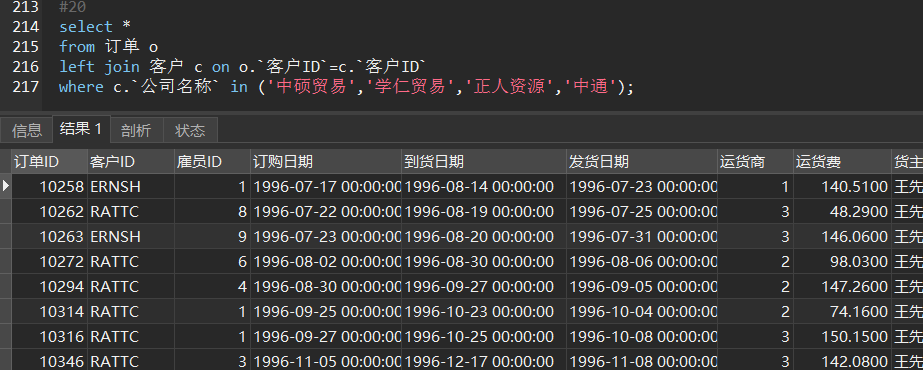 213 #20
214 select *
215 from 订单 o
216 left join 客户 c on o.`客户ID`=c.`客户ID`
217 where c.`公司名称` in ('中硕贸易','学仁贸易','正人资源','中通');
信息 结果 1 剖析 状态
订单ID 客户ID 雇员ID 订购日期 到货日期 发货日期 运货商 运货费 货主
10258 ERNSH 1 1996-07-17 00:00:00 1996-08-14 00:00:00 1996-07-23 00:00:00 1 140.5100 王先
10262 RATTC 8 1996-07-22 00:00:00 1996-08-19 00:00:00 1996-07-25 00:00:00 3 48.2900 王先
10263 ERNSH 9 1996-07-23 00:00:00 1996-08-20 00:00:00 1996-07-31 00:00:00 3 146.0600 王先
10272 RATTC 6 1996-08-02 00:00:00 1996-08-30 00:00:00 1996-08-06 00:00:00 2 98.0300 王先
10294 RATTC 4 1996-08-30 00:00:00 1996-09-27 00:00:00 1996-09-05 00:00:00 2 147.2600 王先
10314 RATTC 1 1996-09-25 00:00:00 1996-10-23 00:00:00 1996-10-04 00:00:00 2 74.1600 王先
10316 RATTC 1 1996-09-27 00:00:00 1996-10-25 00:00:00 1996-10-08 00:00:00 3 150.1500 王先
10346 RATTC 3 1996-11-05 00:00:00 1996-12-17 00:00:00 1996-11-08 00:00:00 3 142.0800 王先